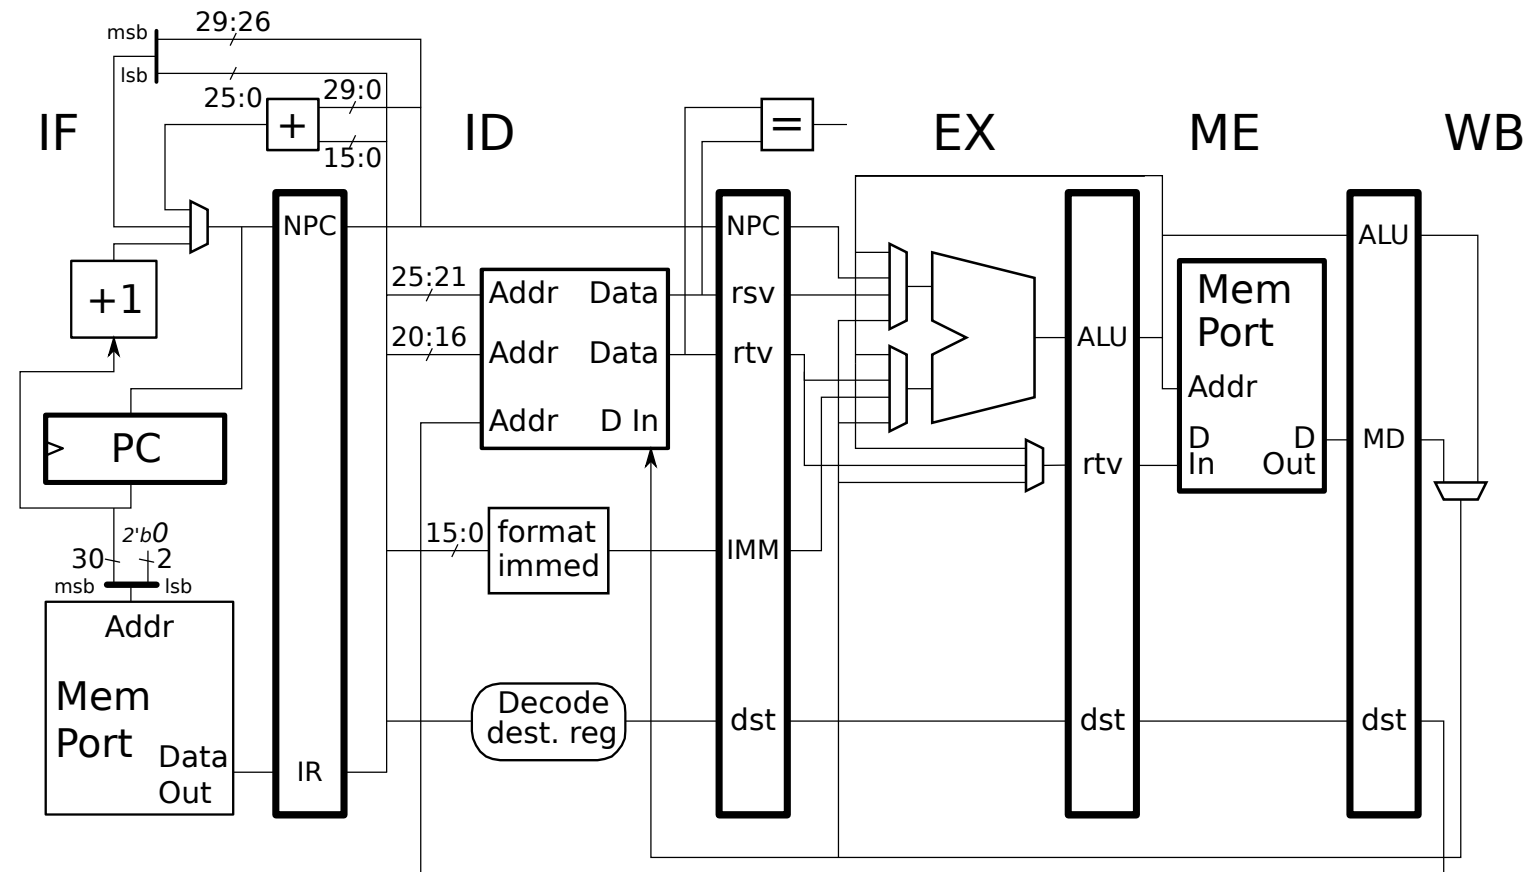 msb
29:26
lsb
25:0
29:0
+
15:0
IF
ID
=
EX
ME
WB
NPC
+1
PC
2'b0
30
2
msb
lsb
Addr
Mem
Port
Data
Out
IR
25:21
Addr
Data
20:16
Addr
Data
Addr
D In
15:0
format
immed
Decode
dest. reg
NPC
rsv
rtv
IMM
dst
ALU
rtv
dst
Mem
Port
Addr
D
In
D
Out
ALU
MD
dst